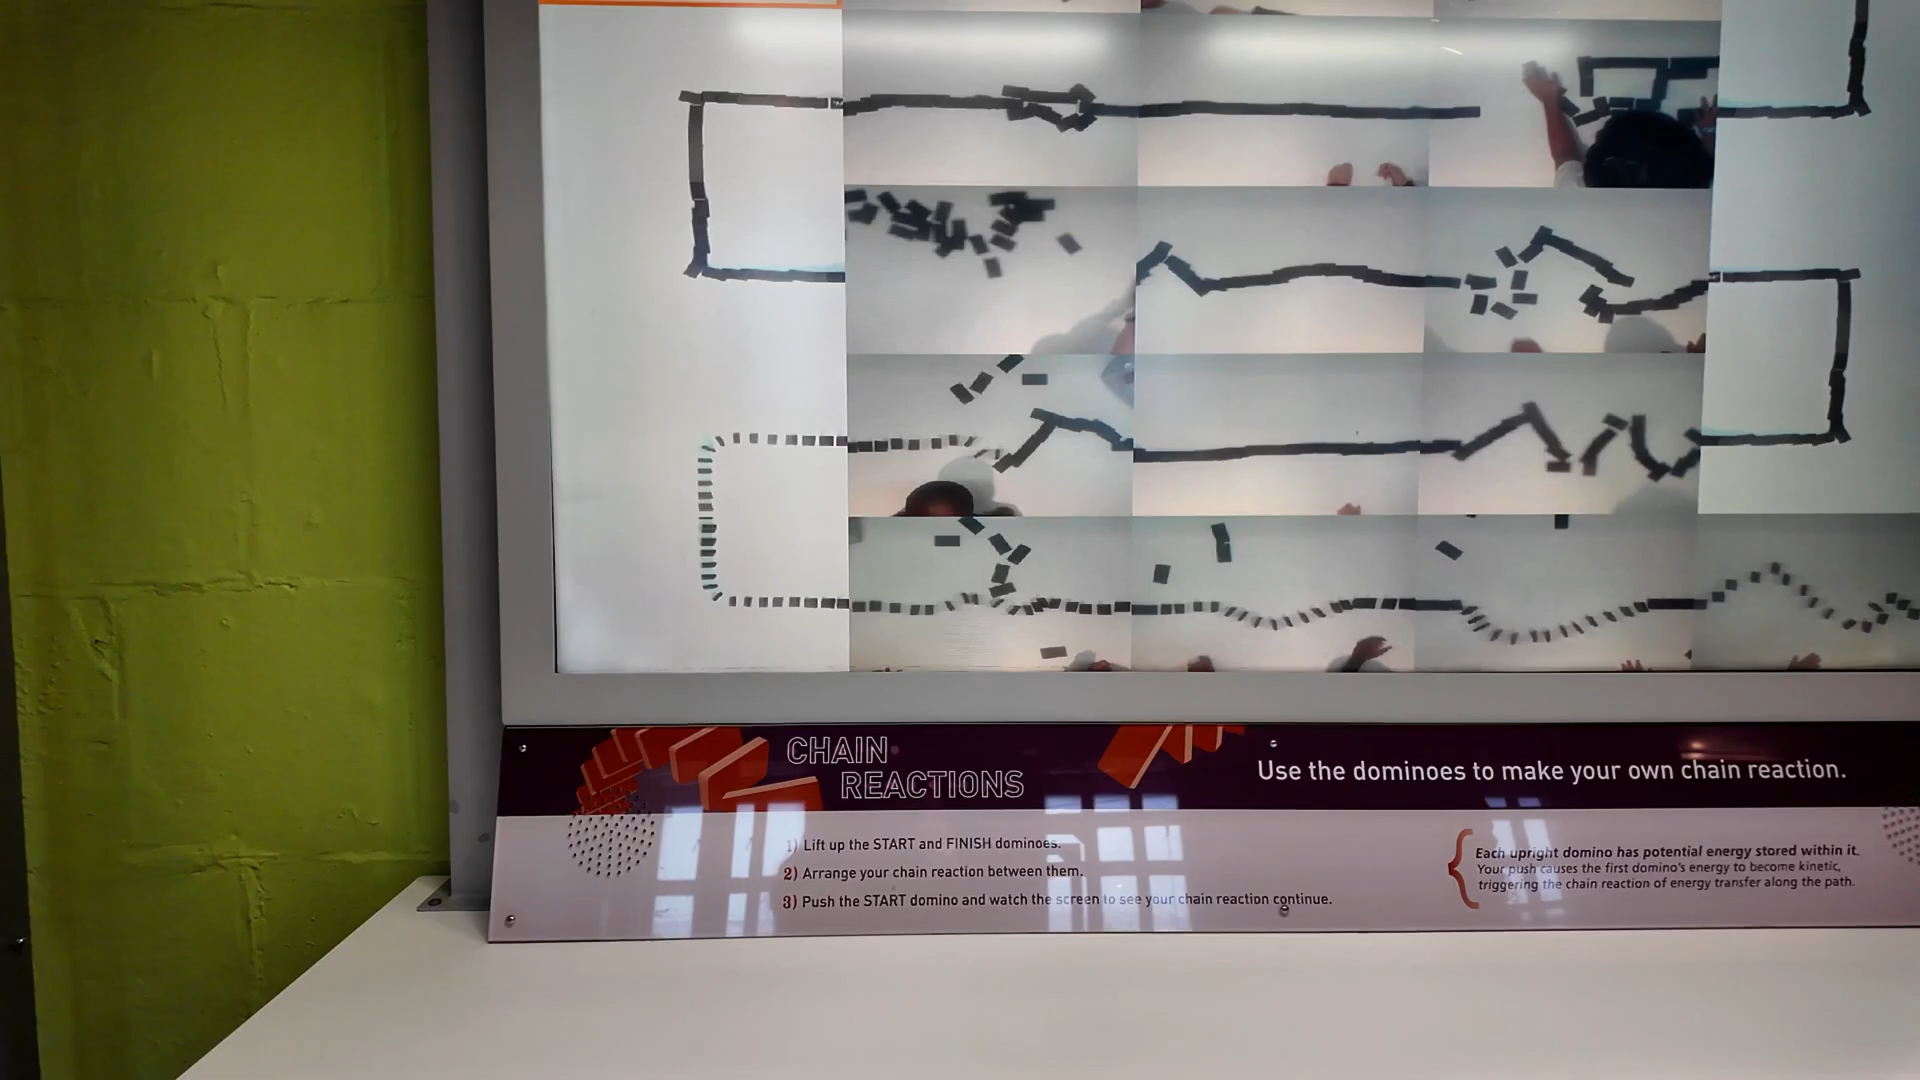 CHAIN
REACTIONS
Use the dominoes to make your own chain reaction.
1) Lift up the START and FINISH dominoes.
2) Arrange your chain reaction between them.
3) Push the START domino and watch the screen to see your chain reaction continue.
Each upright domino has potential energy stored within it.
Your push causes the first domino's energy to become kinetic,
triggering the chain reaction of energy transfer along the path.